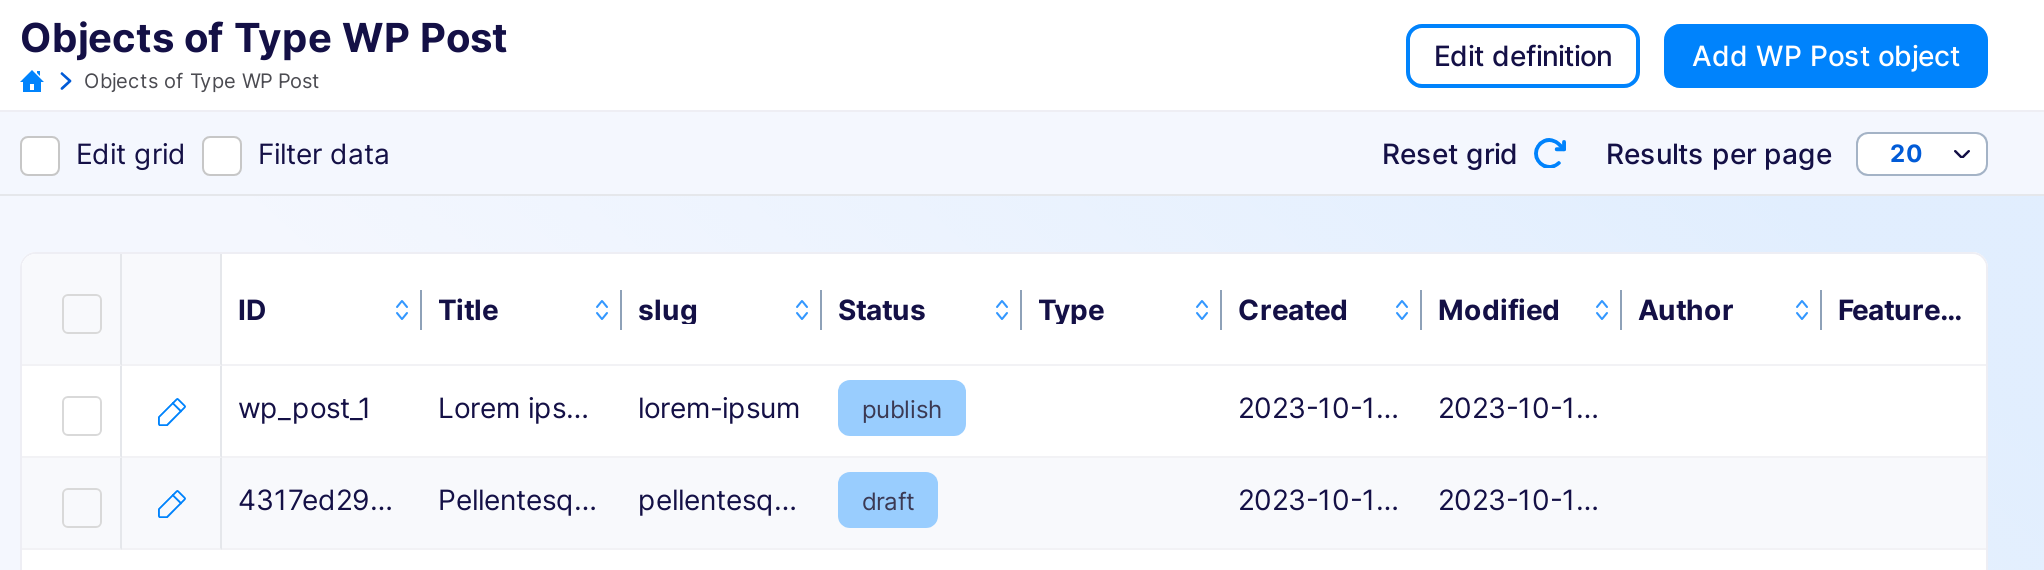 Objects of Type WP Post
Objects of Type WP Post
Edit definition
Add WP Post object
Edit grid
Filter data
Reset grid
Results per page
20
ID Title slug Status Type Created Modified Author Feature...
wp_post_1 Lorem ips... lorem-ipsum publish 2023-10-1... 2023-10-1...
4317ed29... Pellentesq... pellentesq... draft 2023-10-1... 2023-10-1...